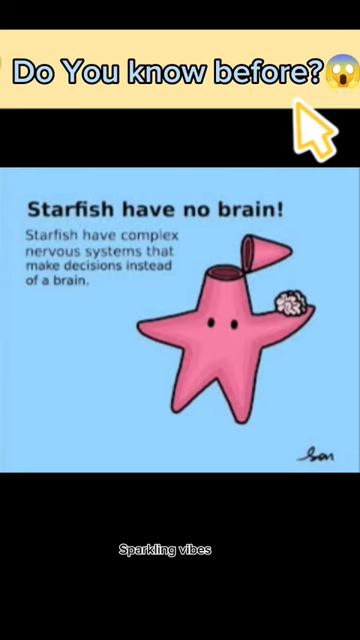 Do You know before?😱
Starfish have no brain!
Starfish have complex
nervous systems that
make decisions instead
of a brain.
Sparkling vibes